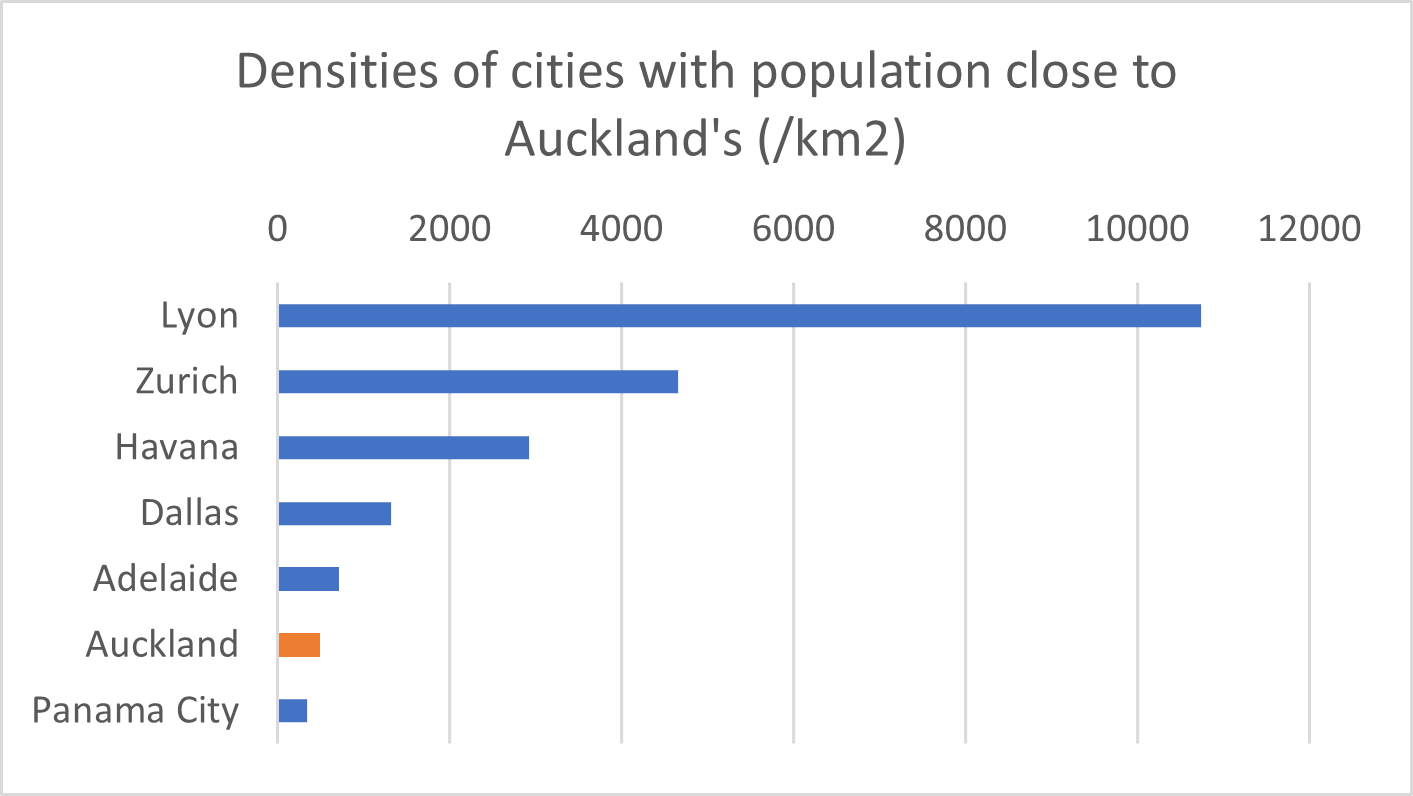 Densities of cities with population close to
Auckland's (/km2)
0 2000 4000 6000 8000 10000 12000
Lyon
Zurich
Havana
Dallas
Adelaide
Auckland
Panama City